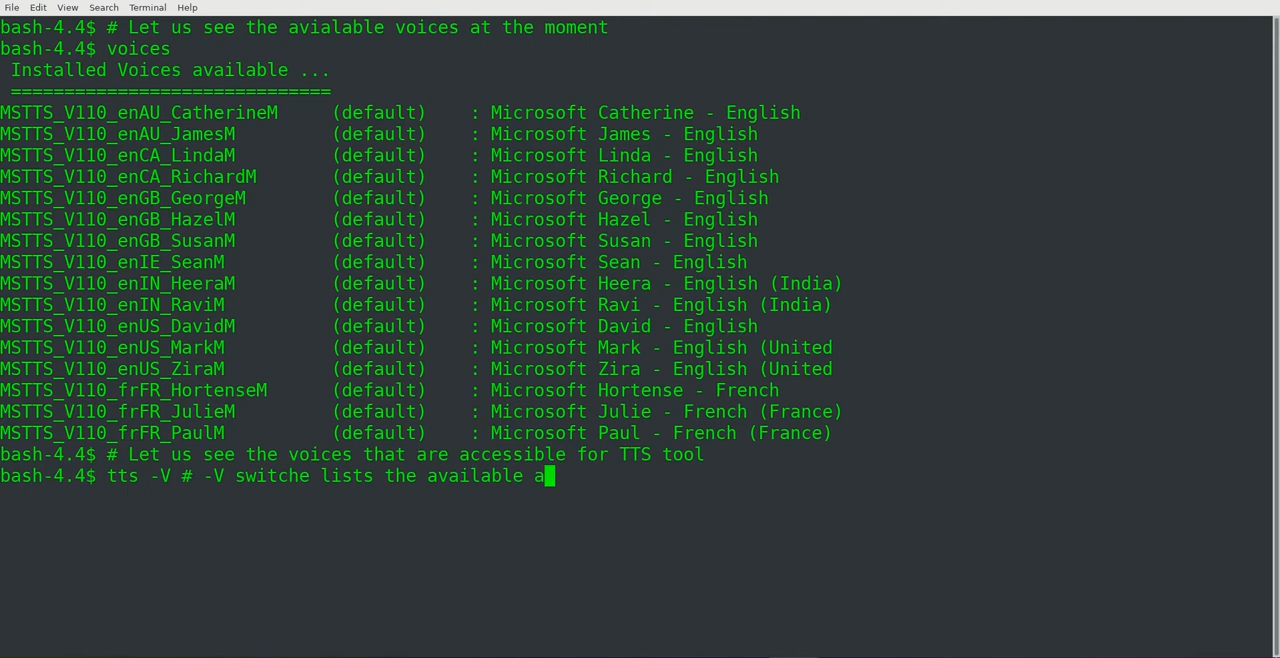 File Edit View Search Terminal Help
bash-4.4$ # Let us see the avialable voices at the moment
bash-4.4$ voices
Installed Voices available ...
==============================
MSTTS_V110_enAU_CatherineM (default) : Microsoft Catherine - English
MSTTS_V110_enAU_JamesM (default) : Microsoft James - English
MSTTS_V110_enCA_LindaM (default) : Microsoft Linda - English
MSTTS_V110_enCA_RichardM (default) : Microsoft Richard - English
MSTTS_V110_enGB_GeorgeM (default) : Microsoft George - English
MSTTS_V110_enGB_HazelM (default) : Microsoft Hazel - English
MSTTS_V110_enGB_SusanM (default) : Microsoft Susan - English
MSTTS_V110_enIE_SeanM (default) : Microsoft Sean - English
MSTTS_V110_enIN_HeeraM (default) : Microsoft Heera - English (India)
MSTTS_V110_enIN_RaviM (default) : Microsoft Ravi - English (India)
MSTTS_V110_enUS_DavidM (default) : Microsoft David - English
MSTTS_V110_enUS_MarkM (default) : Microsoft Mark - English (United
MSTTS_V110_enUS_ZiraM (default) : Microsoft Zira - English (United
MSTTS_V110_frFR_HortenseM (default) : Microsoft Hortense - French
MSTTS_V110_frFR_JulieM (default) : Microsoft Julie - French (France)
MSTTS_V110_frFR_PaulM (default) : Microsoft Paul - French (France)
bash-4.4$ # Let us see the voices that are accessible for TTS tool
bash-4.4$ tts -V # -V switche lists the available a